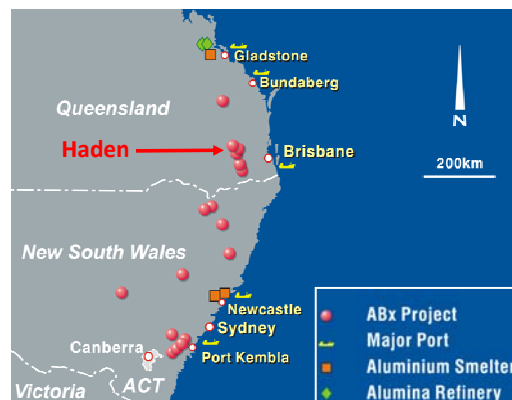 Gladstone
Bundaberg
Queensland
Haden
Brisbane
N
200km
New South Wales
Newcastle
Sydney
Canberra
Port Kembla
ACT
Victoria
ABx Project
Major Port
Aluminium Smelter
Alumina Refinery